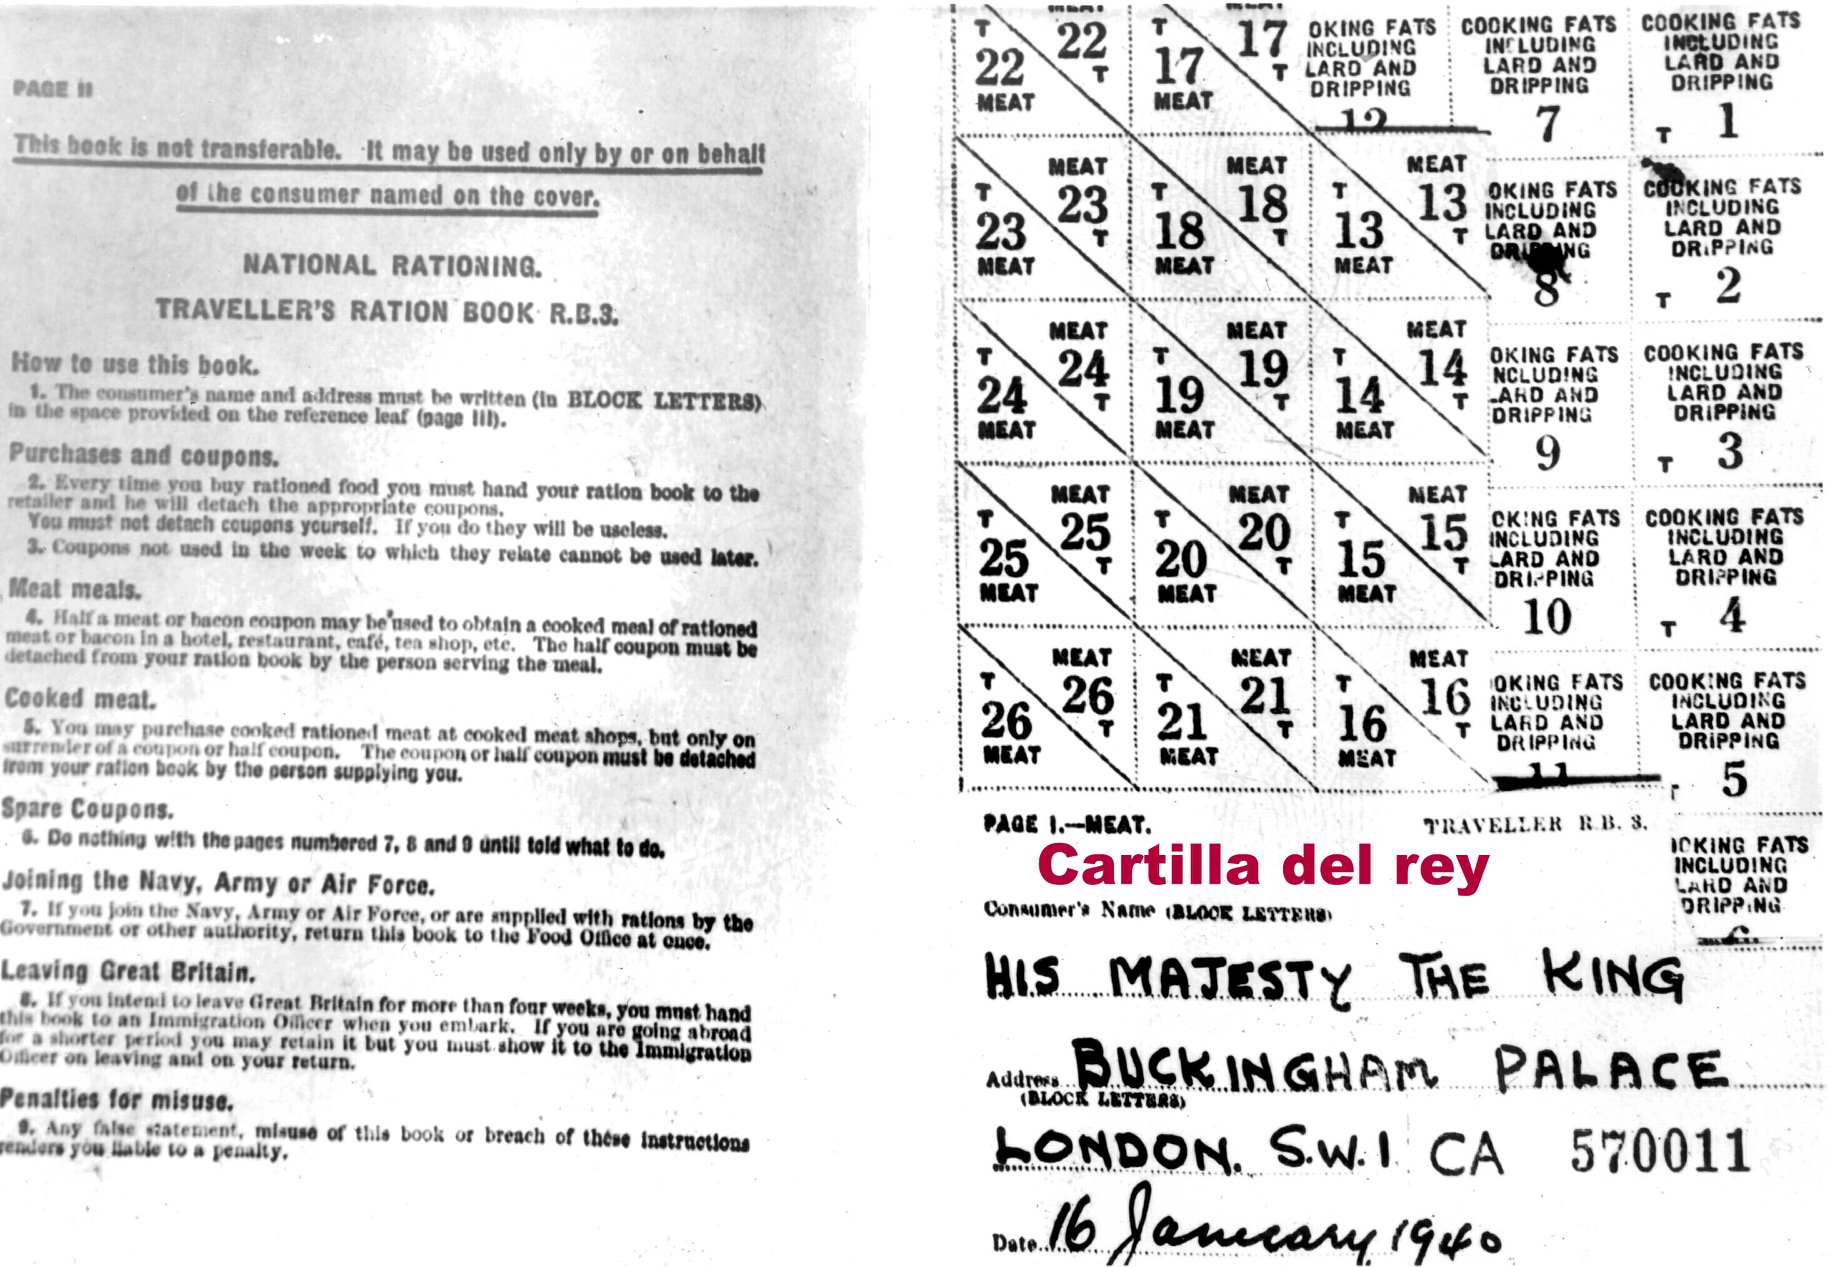 PAGE II
This book is not transferable. It may be used only by or on behalf
of the consumer named on the cover.
NATIONAL RATIONING.
TRAVELLER'S RATION BOOK R.B.3.
How to use this book.
1. The consumer's name and address must be written (in BLOCK LETTERS)
in the space provided on the reference leaf (page III).
Purchases and coupons.
2. Every time you buy rationed food you must hand your ration book to the
retailer and he will detach the appropriate coupons.
You must not detach coupons yourself. If you do they will be useless.
3. Coupons not used in the week to which they relate cannot be used later.
Meat meals.
4. Half a meat or bacon coupon may be used to obtain a cooked meal of rationed
meat or bacon in a hotel, restaurant, café, tea shop, etc. The half coupon must be
detached from your ration book by the person serving the meal.
Cooked meat.
5. You may purchase cooked rationed meat at cooked meat shops, but only on
surrender of a coupon or half coupon. The coupon or half coupon must be detached
from your ration book by the person supplying you.
Spare Coupons.
6. Do nothing with the pages numbered 7, 8 and 9 until told what to do.
Joining the Navy, Army or Air Force.
7. If you join the Navy, Army or Air Force, or are supplied with rations by the
Government or other authority, return this book to the Food Office at once.
Leaving Great Britain.
8. If you intend to leave Great Britain for more than four weeks, you must hand
this book to an Immigration Officer when you embark. If you are going abroad
for a shorter period you may retain it but you must show it to the Immigration
Officer on leaving and on your return.
Penalties for misuse.
9. Any false statement, misuse of this book or breach of these instructions
renders you liable to a penalty.
MEAT MEAT
T 22 T 17 OKING FATS COOKING FATS COOKING FATS
22 T 17 T INCLUDING INCLUDING INCLUDING
MEAT MEAT LARD AND LARD AND LARD AND
DRIPPING DRIPPING DRIPPING
12 7 T 1
MEAT MEAT MEAT OKING FATS COOKING FATS
T 23 T 18 T 13 INCLUDING INCLUDING
23 T 18 T 13 T LARD AND LARD AND
MEAT MEAT MEAT DRIPPING DRIPPING
8 T 2
MEAT MEAT MEAT OKING FATS COOKING FATS
T 24 T 19 T 14 NCLUDING INCLUDING
24 T 19 T 14 T LARD AND LARD AND
MEAT MEAT MEAT DRIPPING DRIPPING
9 T 3
MEAT MEAT MEAT OKING FATS COOKING FATS
T 25 T 20 T 15 INCLUDING INCLUDING
25 T 20 T 15 T LARD AND LARD AND
MEAT MEAT MEAT DRIPPING DRIPPING
10 T 4
MEAT MEAT MEAT OKING FATS COOKING FATS
T 26 T 21 T 16 INCLUDING INCLUDING
26 T 21 T 16 T LARD AND LARD AND
MEAT MEAT MEAT DRIPPING DRIPPING
11 T 5
PAGE 1.—MEAT. TRAVELLER R.B. 3.
OKING FATS
INCLUDING
LARD AND
DRIPPING
6
Cartilla del rey
Consumer's Name (BLOCK LETTERS)
HIS MAJESTY THE KING
Address BUCKINGHAM PALACE
(BLOCK LETTERS)
LONDON. S.W.1 CA 570011
Date 16 January 1940